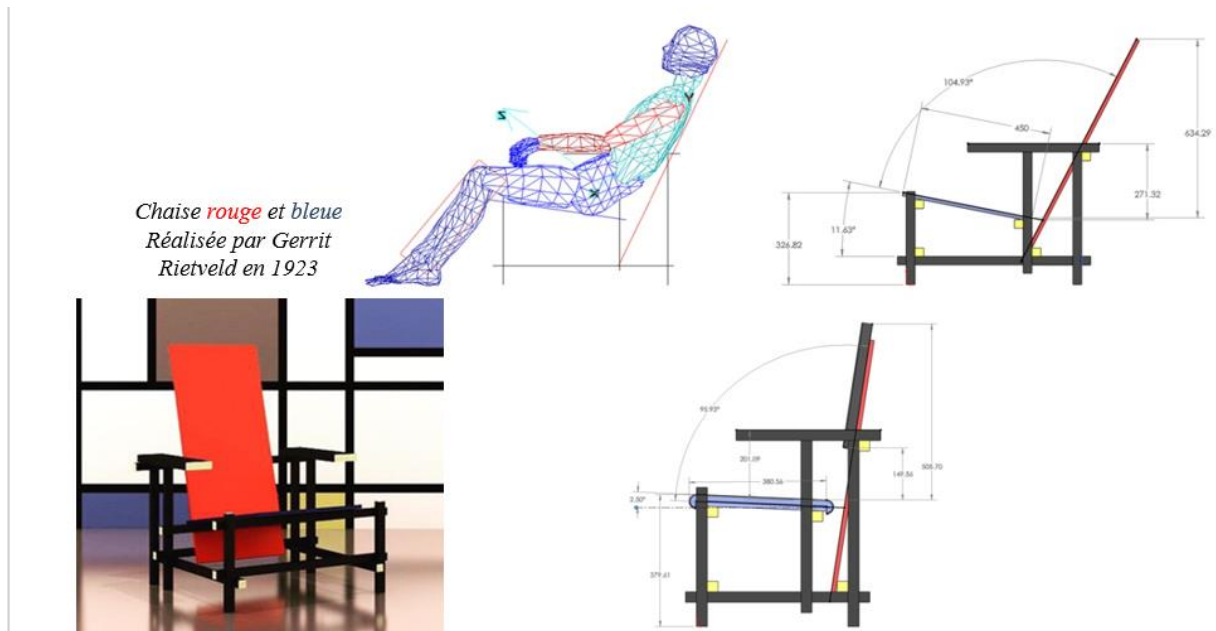 Chaise rouge et bleue
Réalisée par Gerrit
Rietveld en 1923
Z
Y
X
104.93°
450
634.29
271.32
11.63°
326.82
95.93°
201.09
380.56
149.56
505.70
2.50°
379.61